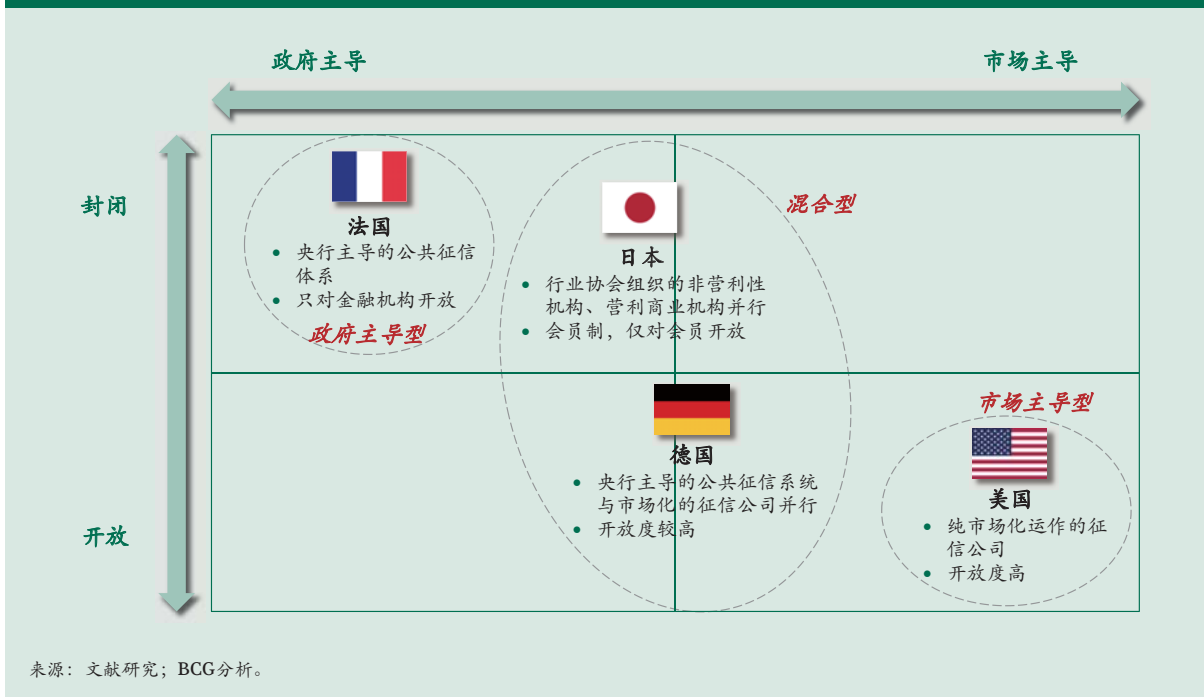 政府主导
市场主导
封闭
开放
法国
• 央行主导的公共征信
体系
• 只对金融机构开放
政府主导型
日本
• 行业协会组织的非营利性
机构、营利商业机构并行
• 会员制，仅对会员开放
混合型
德国
• 央行主导的公共征信系统
与市场化的征信公司并行
• 开放度较高
市场主导型
美国
• 纯市场化运作的征
信公司
• 开放度高
来源：文献研究；BCG分析。